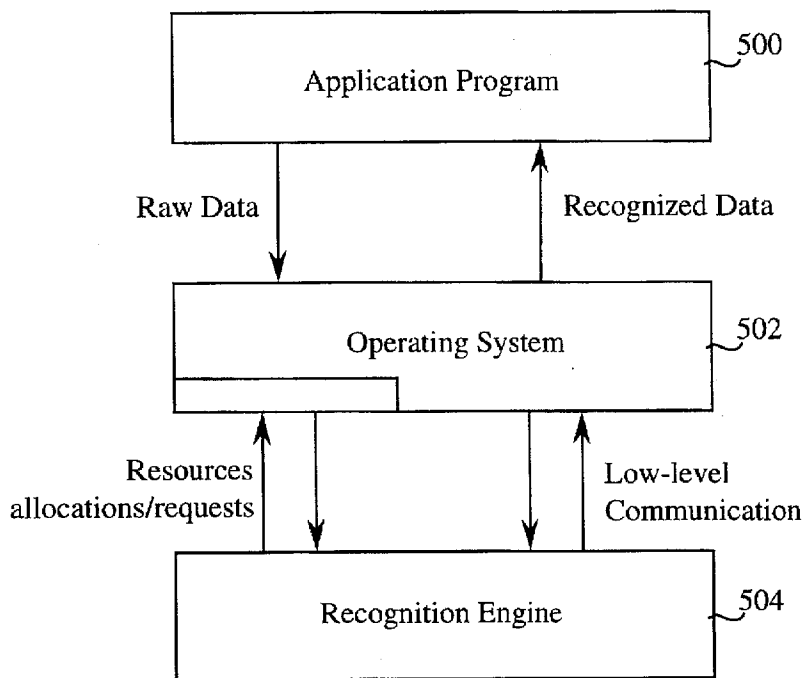 500
Application Program
Raw Data
Recognized Data
502
Operating System
Resources
allocations/requests
Low-level
Communication
504
Recognition Engine